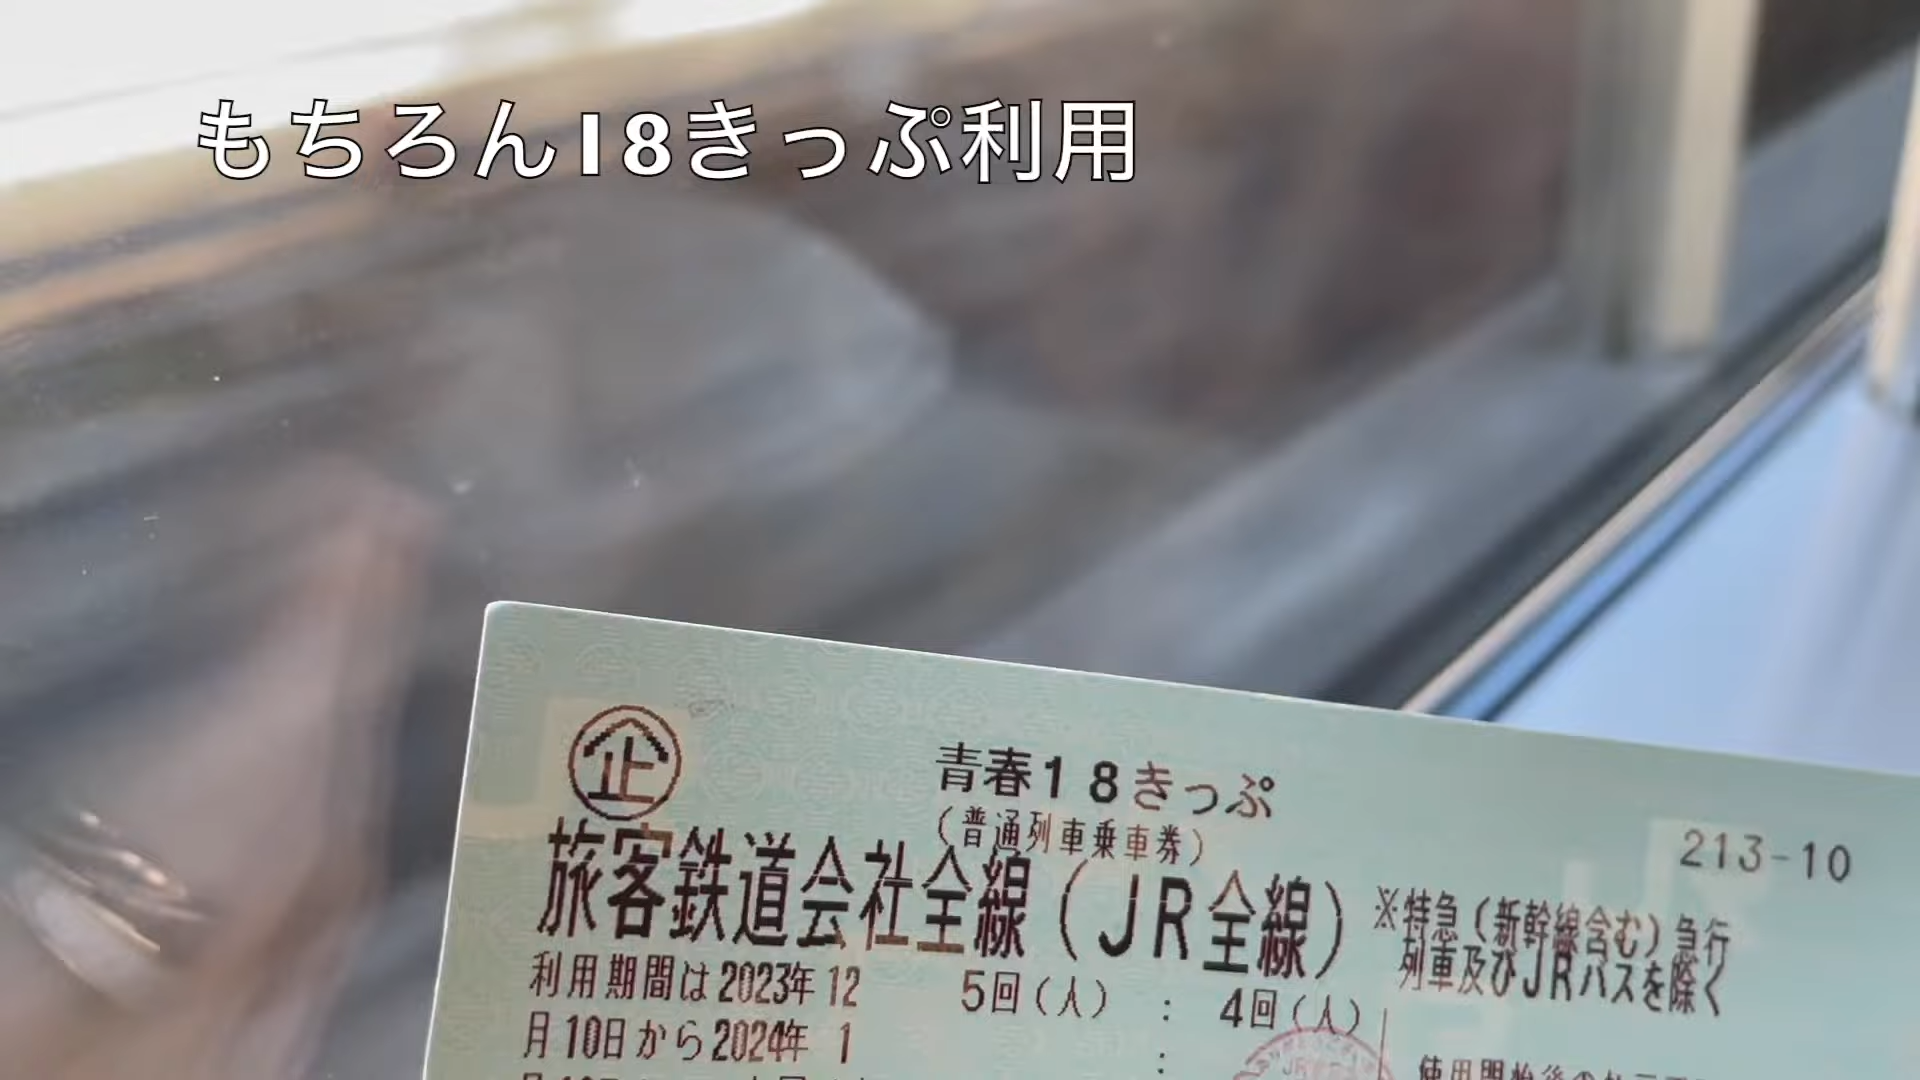 もちろん18きっぷ利用
企
青春18きっぷ
(普通列車乗車券)
213-10
旅客鉄道会社全線(JR全線)
※特急(新幹線含む)急行
列車及びJRバスを除く
利用期間は2023年12
5回(人) : 4回(人)
月10日から2024年 1
: